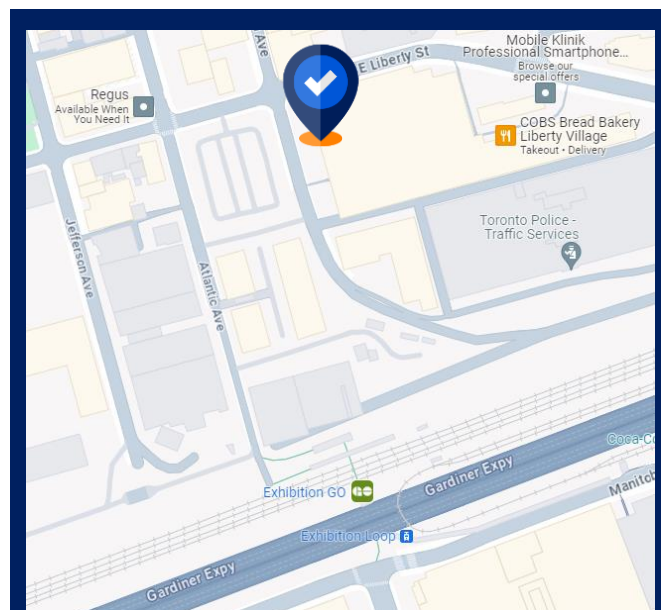 Ave
E Liberty St
Mobile Klinik
Professional Smartphone...
Browse our
special offers
Regus
Available When
You Need It
COBS Bread Bakery
Liberty Village
Takeout • Delivery
Toronto Police -
Traffic Services
Jefferson Ave
Atlantic Ave
Coca-Co
Exhibition GO
Gardiner Expy
Manitob
Exhibition Loop
Gardiner Expy